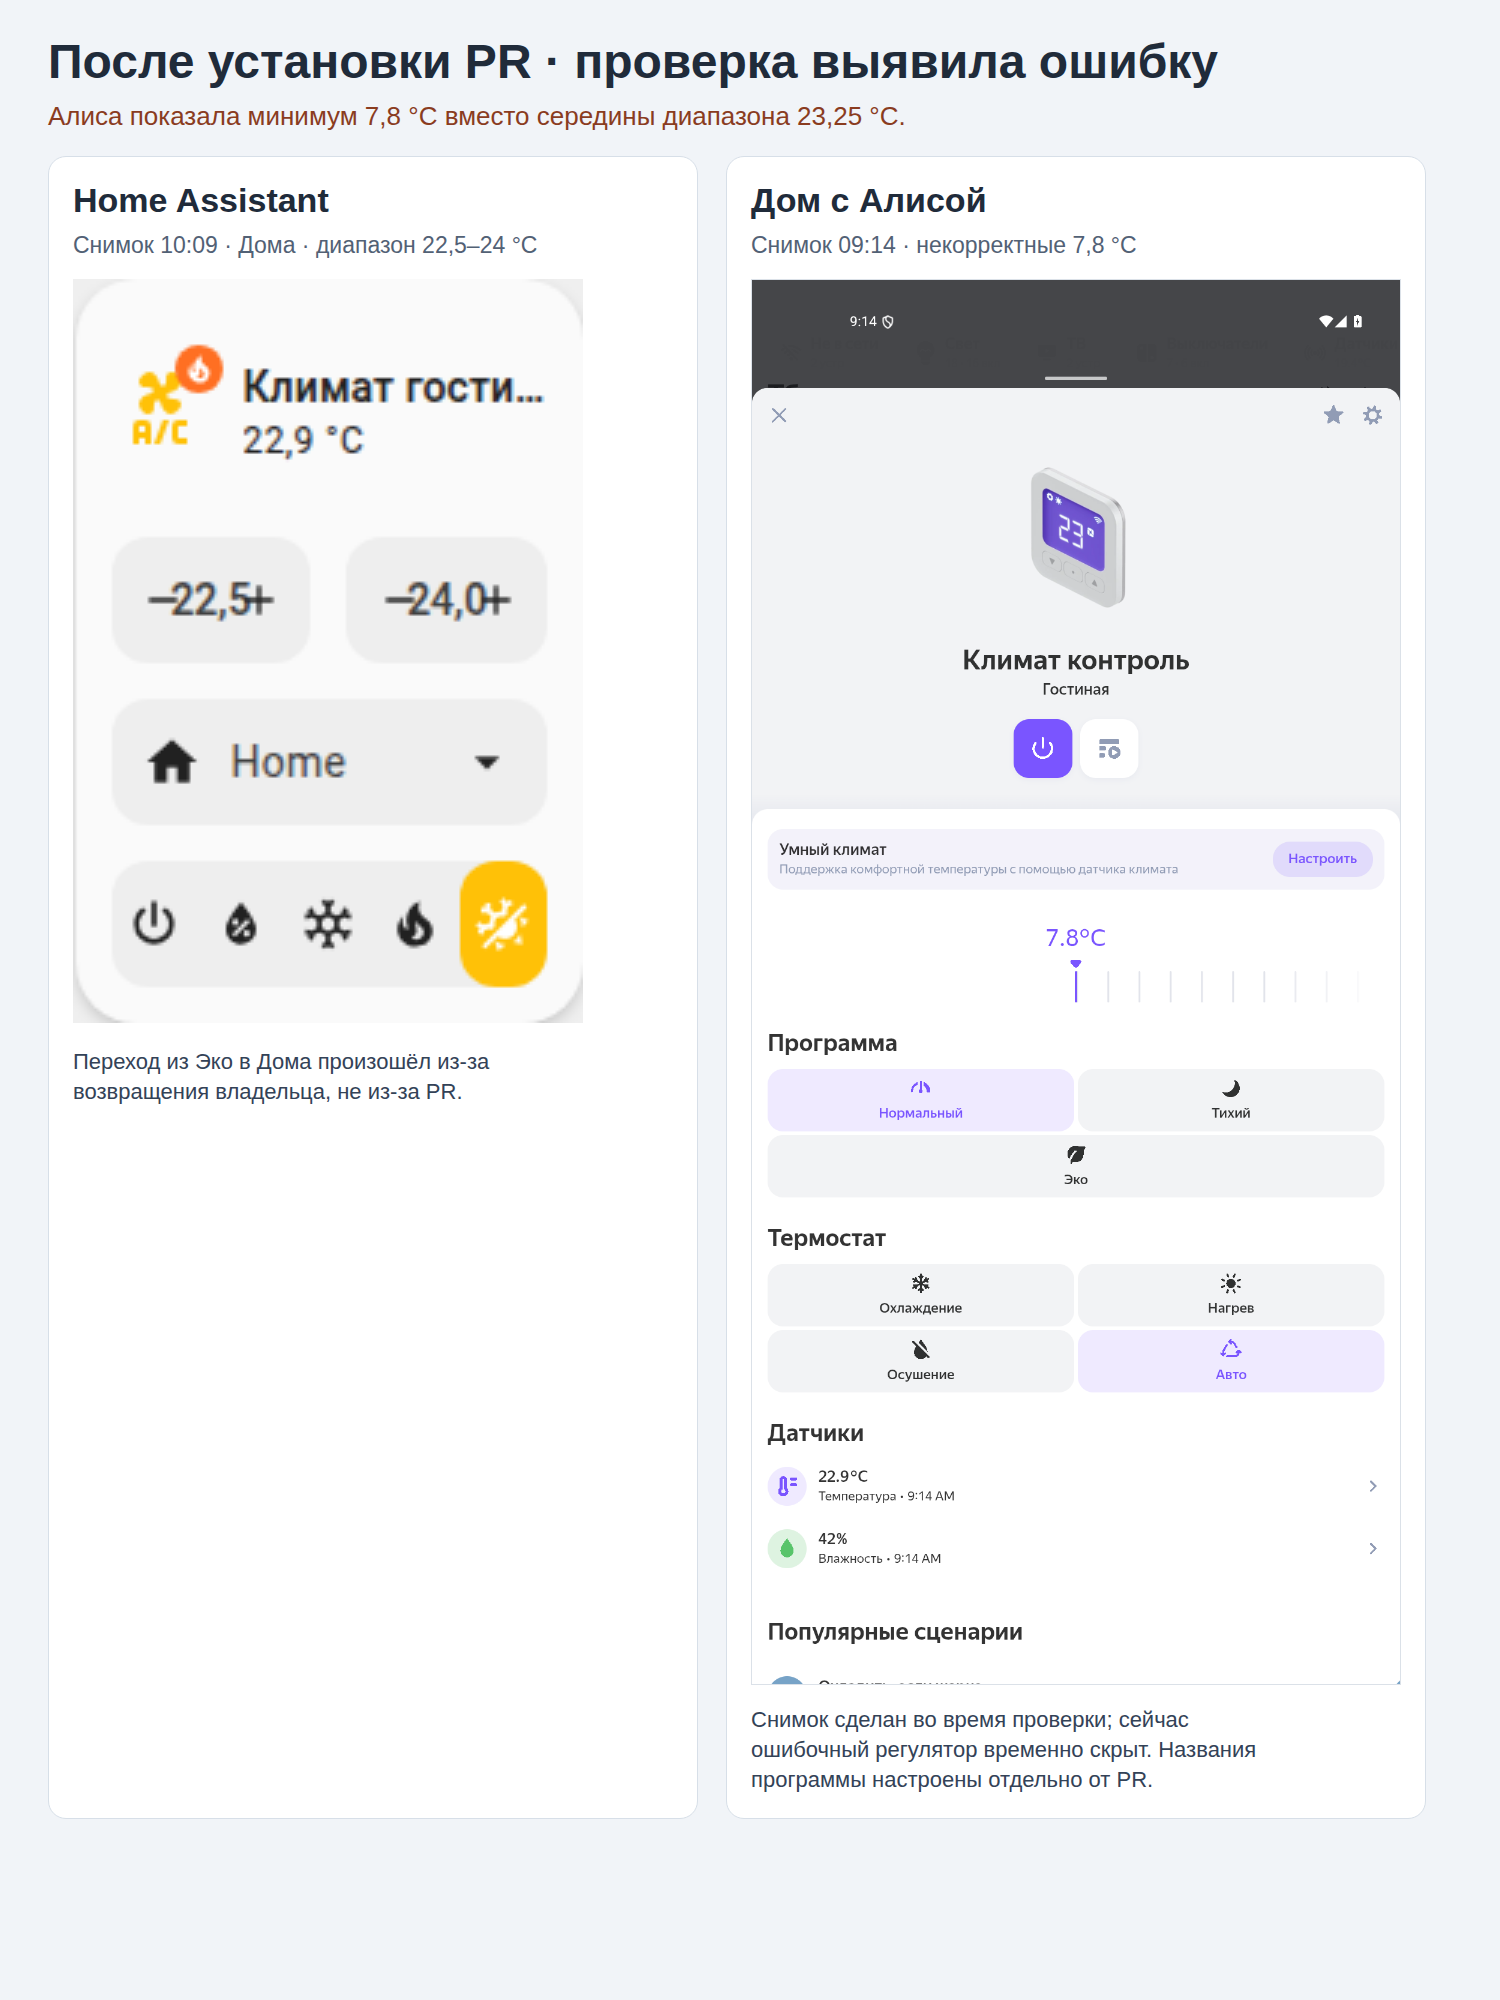 После установки PR · проверка выявила ошибку
Алиса показала минимум 7,8 °C вместо середины диапазона 23,25 °C.
Home Assistant
Снимок 10:09 · Дома · диапазон 22,5–24 °C
A/C
Климат гости...
22,9 °C
–22,5+
–24,0+
Home
Переход из Эко в Дома произошёл из-за
возвращения владельца, не из-за PR.
Дом с Алисой
Снимок 09:14 · некорректные 7,8 °C
9:14
23°
Климат контроль
Гостиная
Умный климат
Поддержка комфортной температуры с помощью датчика климата
Настроить
7.8°C
Программа
Нормальный
Тихий
Эко
Термостат
Охлаждение
Нагрев
Осушение
Авто
Датчики
22.9°C
Температура • 9:14 AM
42%
Влажность • 9:14 AM
Популярные сценарии
Снимок сделан во время проверки; сейчас
ошибочный регулятор временно скрыт. Названия
программы настроены отдельно от PR.